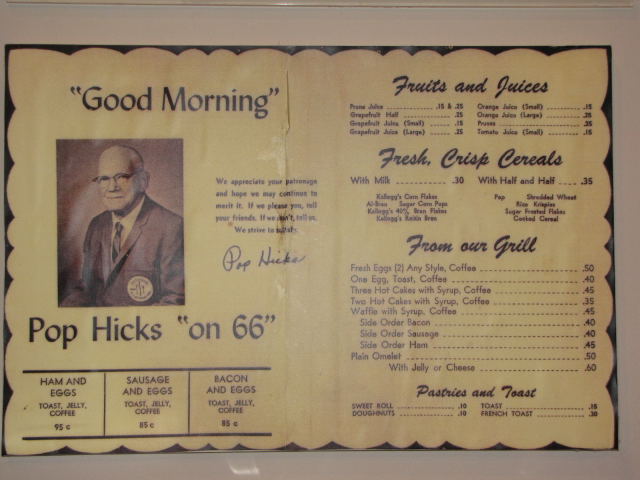 "Good Morning"
We appreciate your patronage
and hope we may continue to
merit it. If we please you, tell
your friends. If we don't, tell us.
We strive to satisfy.
Pop Hicks
Pop Hicks "on 66"
HAM AND
EGGS
TOAST, JELLY,
COFFEE
95 c
SAUSAGE
AND EGGS
TOAST, JELLY,
COFFEE
85 c
BACON
AND EGGS
TOAST, JELLY,
COFFEE
85 c
Fruits and Juices
Prune Juice .15 & .25
Grapefruit Half .25
Grapefruit Juice (Small) .15
Grapefruit Juice (Large) .25
Orange Juice (Small) .15
Orange Juice (Large) .25
Prunes .25
Tomato Juice (Small) .15
Fresh, Crisp Cereals
With Milk .30 With Half and Half .35
Kellogg's Corn Flakes
Al-Bran Sugar Corn Pops
Kellogg's 40% Bran Flakes
Kellogg's Raisin Bran
Pep Shredded Wheat
Rice Krispies
Sugar Frosted Flakes
Cooked Cereal
From our Grill
Fresh Eggs (2) Any Style, Coffee .50
One Egg, Toast, Coffee .40
Three Hot Cakes with Syrup, Coffee .45
Two Hot Cakes with Syrup, Coffee .35
Waffle with Syrup, Coffee .45
Side Order Bacon .40
Side Order Sausage .40
Side Order Ham .45
Plain Omelet .50
With Jelly or Cheese .60
Pastries and Toast
SWEET ROLL .10
DOUGHNUTS .10
TOAST .15
FRENCH TOAST .30